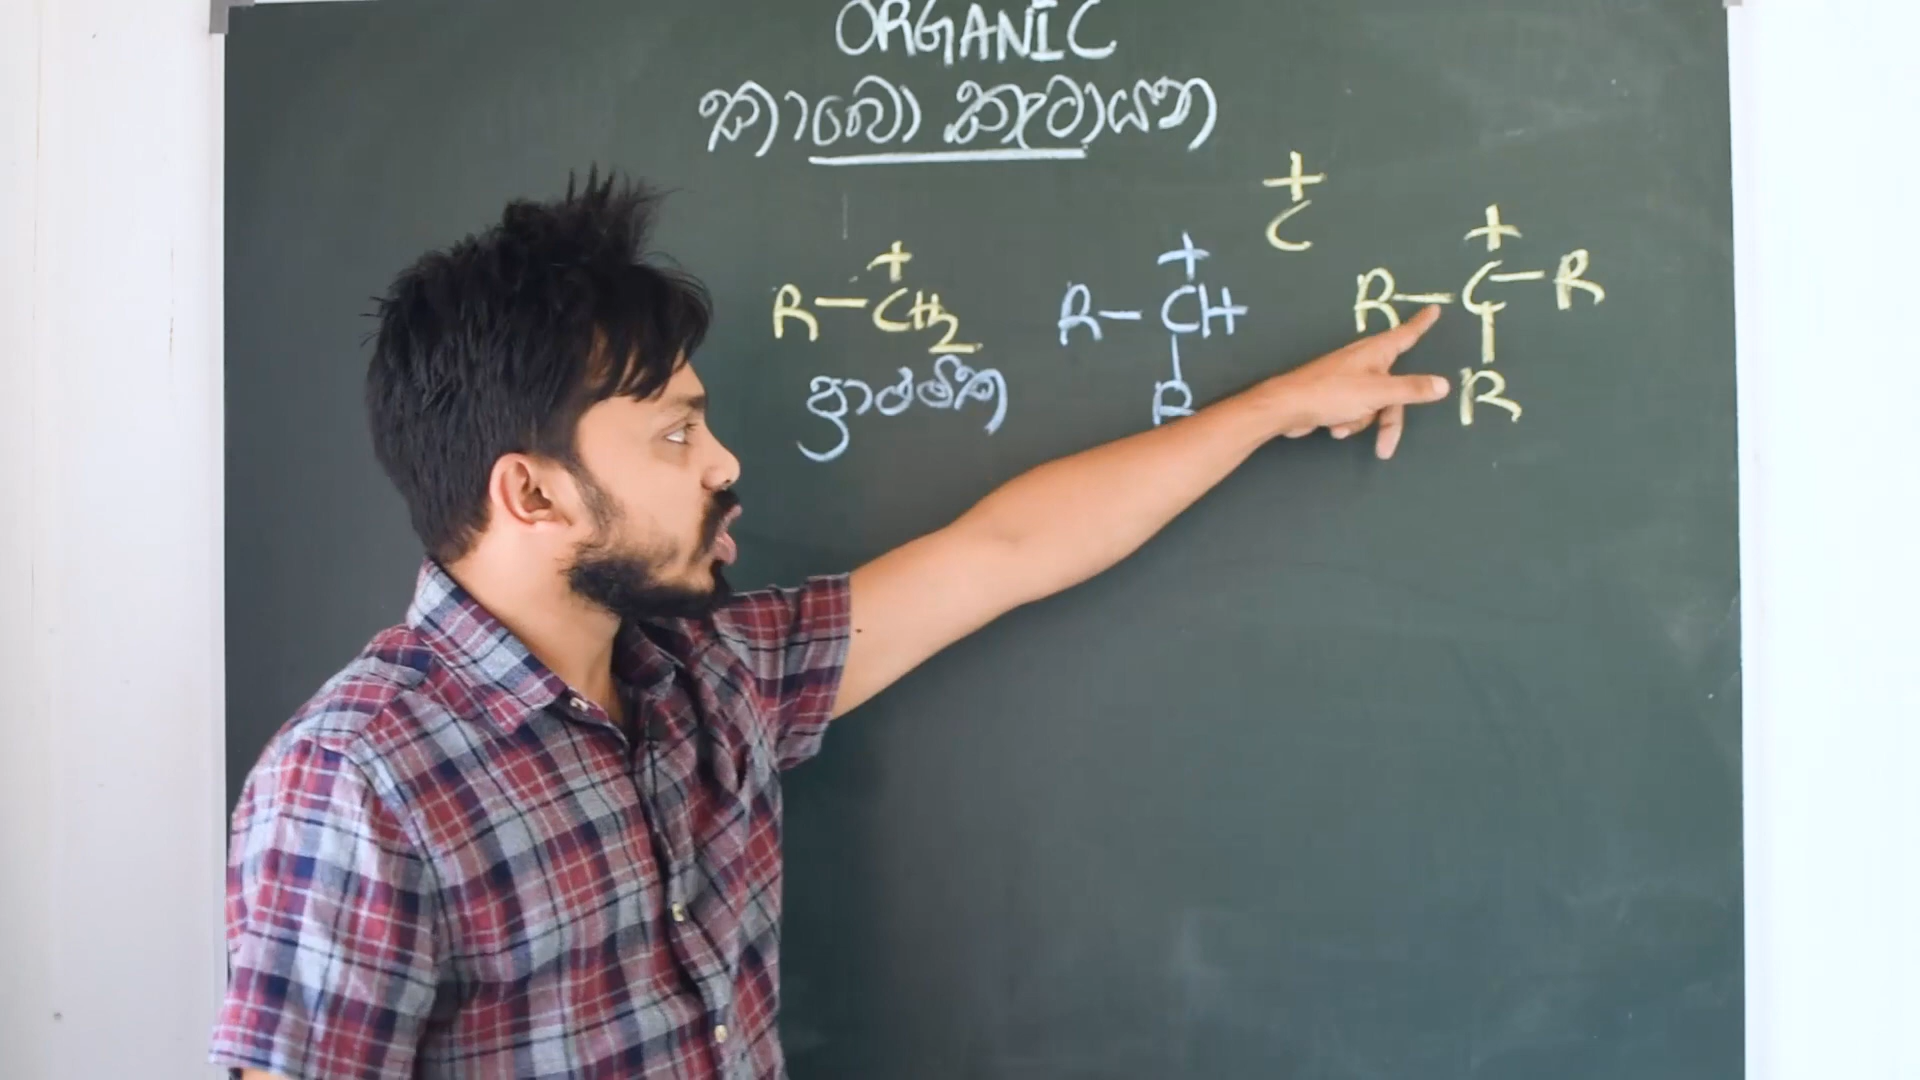 ORGANIC
කාබෝ කැටායන
+
C
+
R—CH2
+
R—CH
R
+
R—C—R
R
ප්‍රාථමික